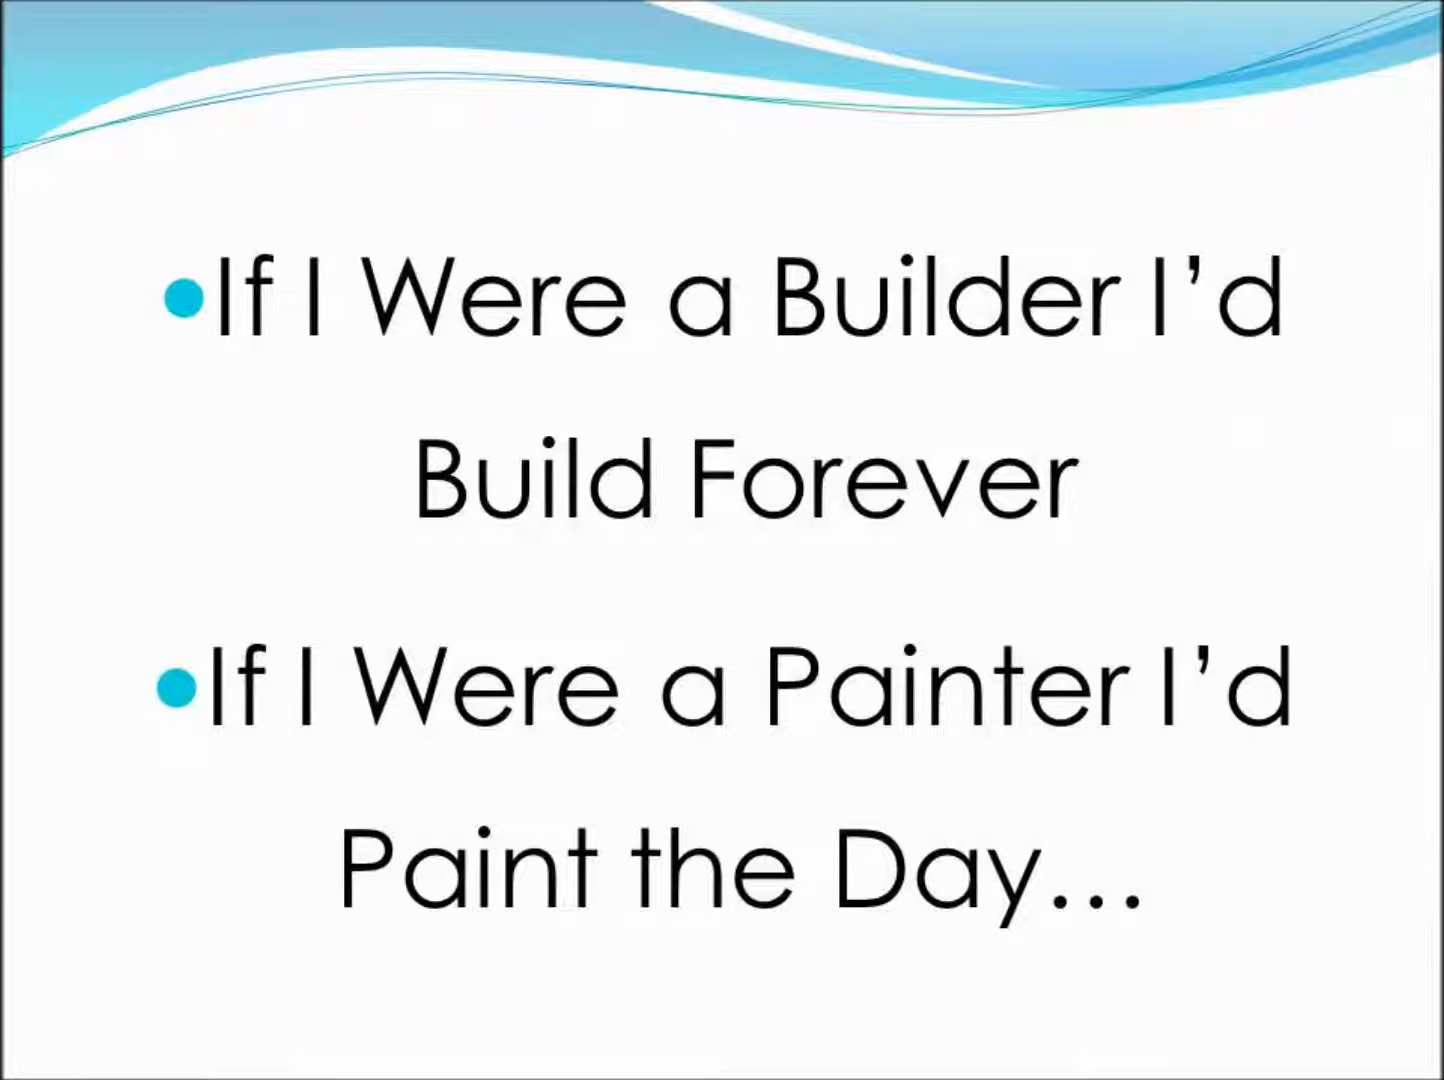 •If I Were a Builder I’d
Build Forever
•If I Were a Painter I’d
Paint the Day…